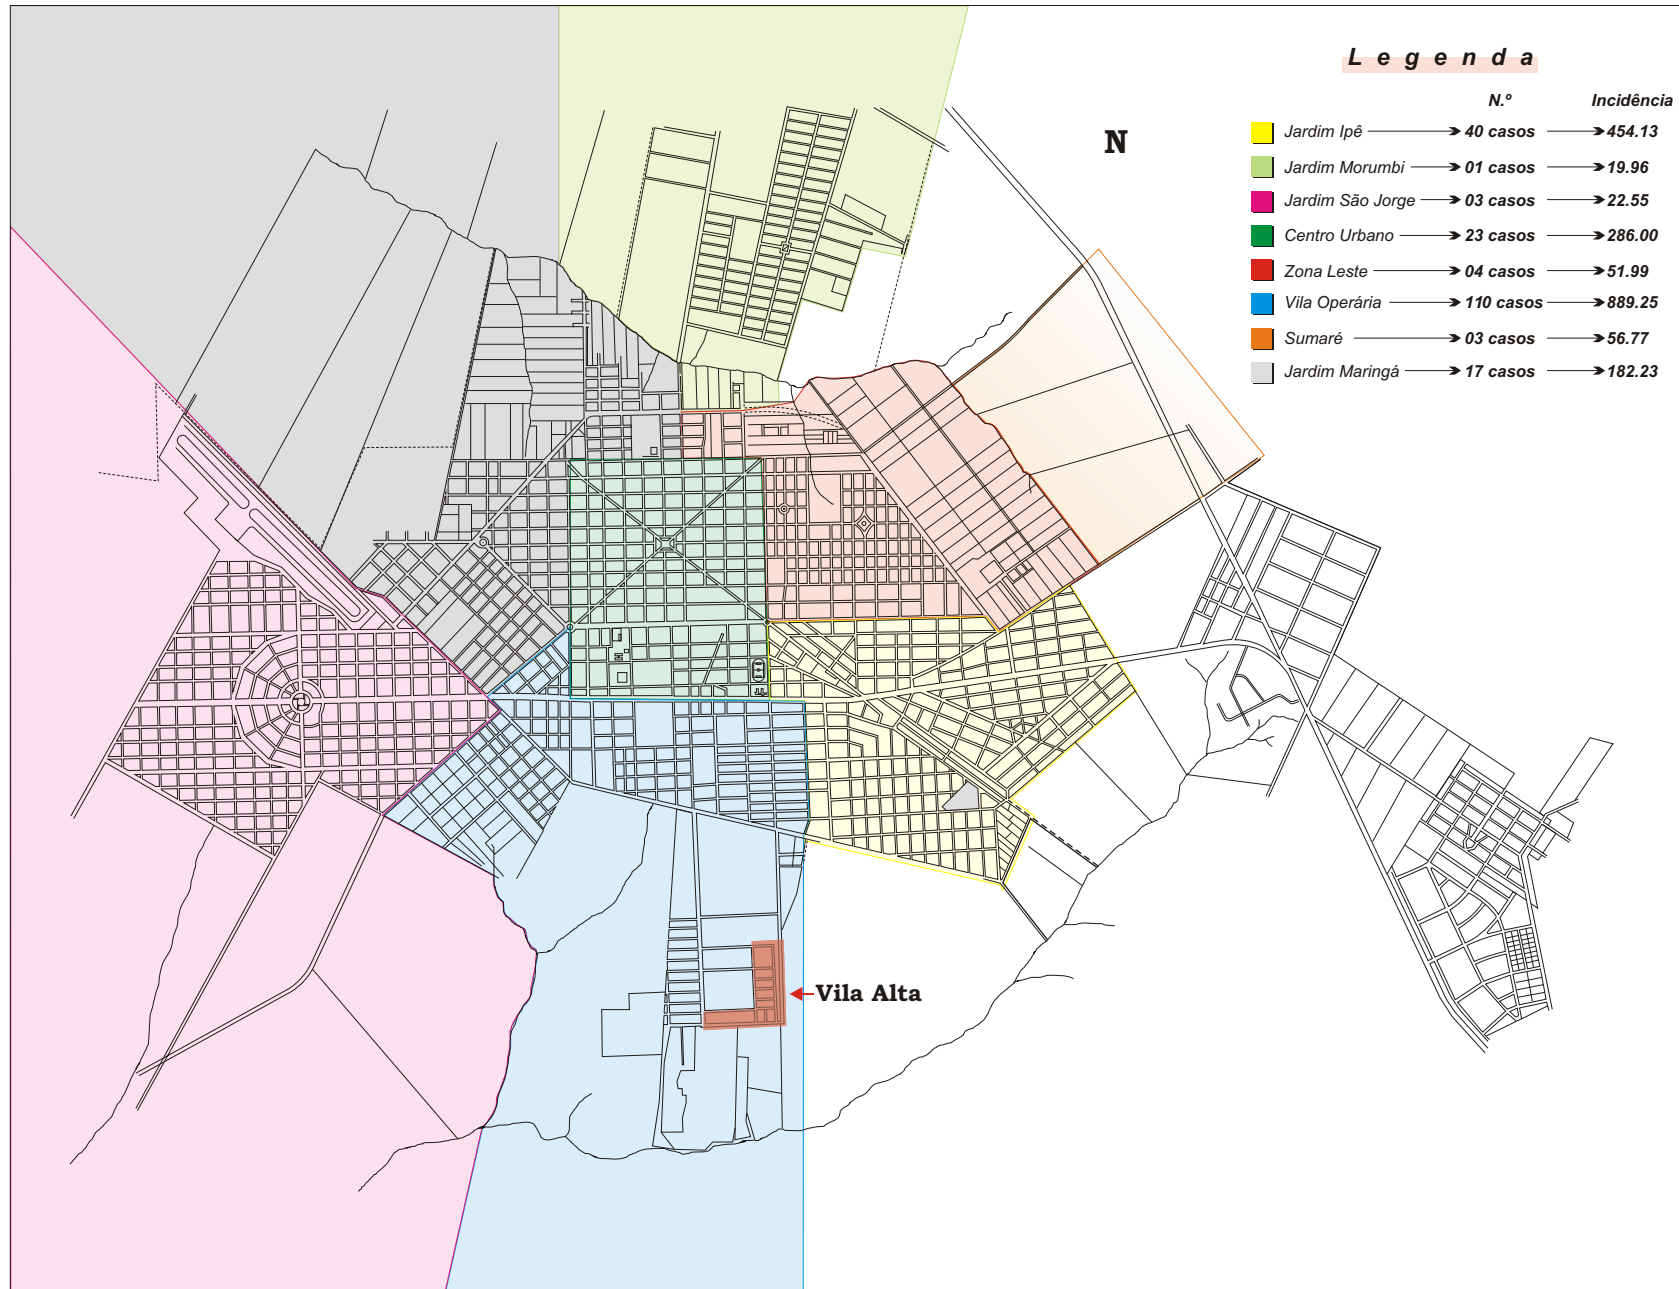 L e g e n d a
N.º Incidência
Jardim Ipê 40 casos 454.13
Jardim Morumbi 01 casos 19.96
Jardim São Jorge 03 casos 22.55
Centro Urbano 23 casos 286.00
Zona Leste 04 casos 51.99
Vila Operária 110 casos 889.25
Sumaré 03 casos 56.77
Jardim Maringá 17 casos 182.23
N
Vila Alta